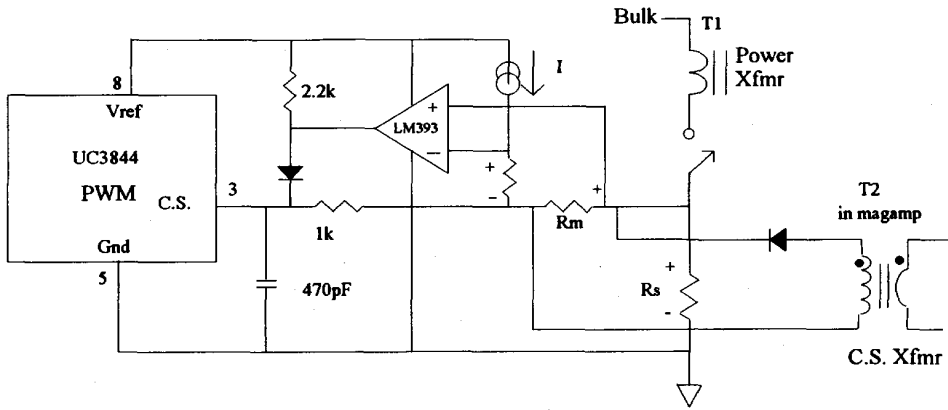 Bulk
T1
Power
Xfmr
8
Vref
2.2k
I
+
LM393
−
UC3844
PWM
C.S.
3
+
-
+
Rm
1k
T2
in magamp
Gnd
5
470pF
+
Rs
-
C.S. Xfmr